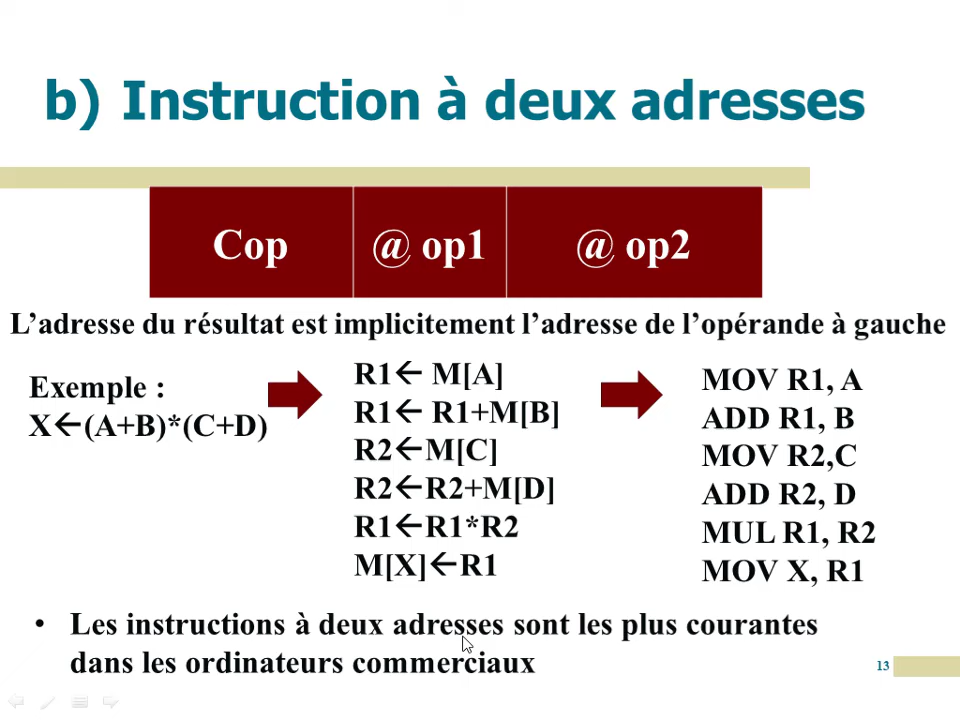 b) Instruction à deux adresses
Cop @ op1 @ op2
L’adresse du résultat est implicitement l’adresse de l’opérande à gauche
Exemple :
X←(A+B)*(C+D)
R1← M[A]
R1← R1+M[B]
R2←M[C]
R2←R2+M[D]
R1←R1*R2
M[X]←R1
MOV R1, A
ADD R1, B
MOV R2,C
ADD R2, D
MUL R1, R2
MOV X, R1
• Les instructions à deux adresses sont les plus courantes
dans les ordinateurs commerciaux
13